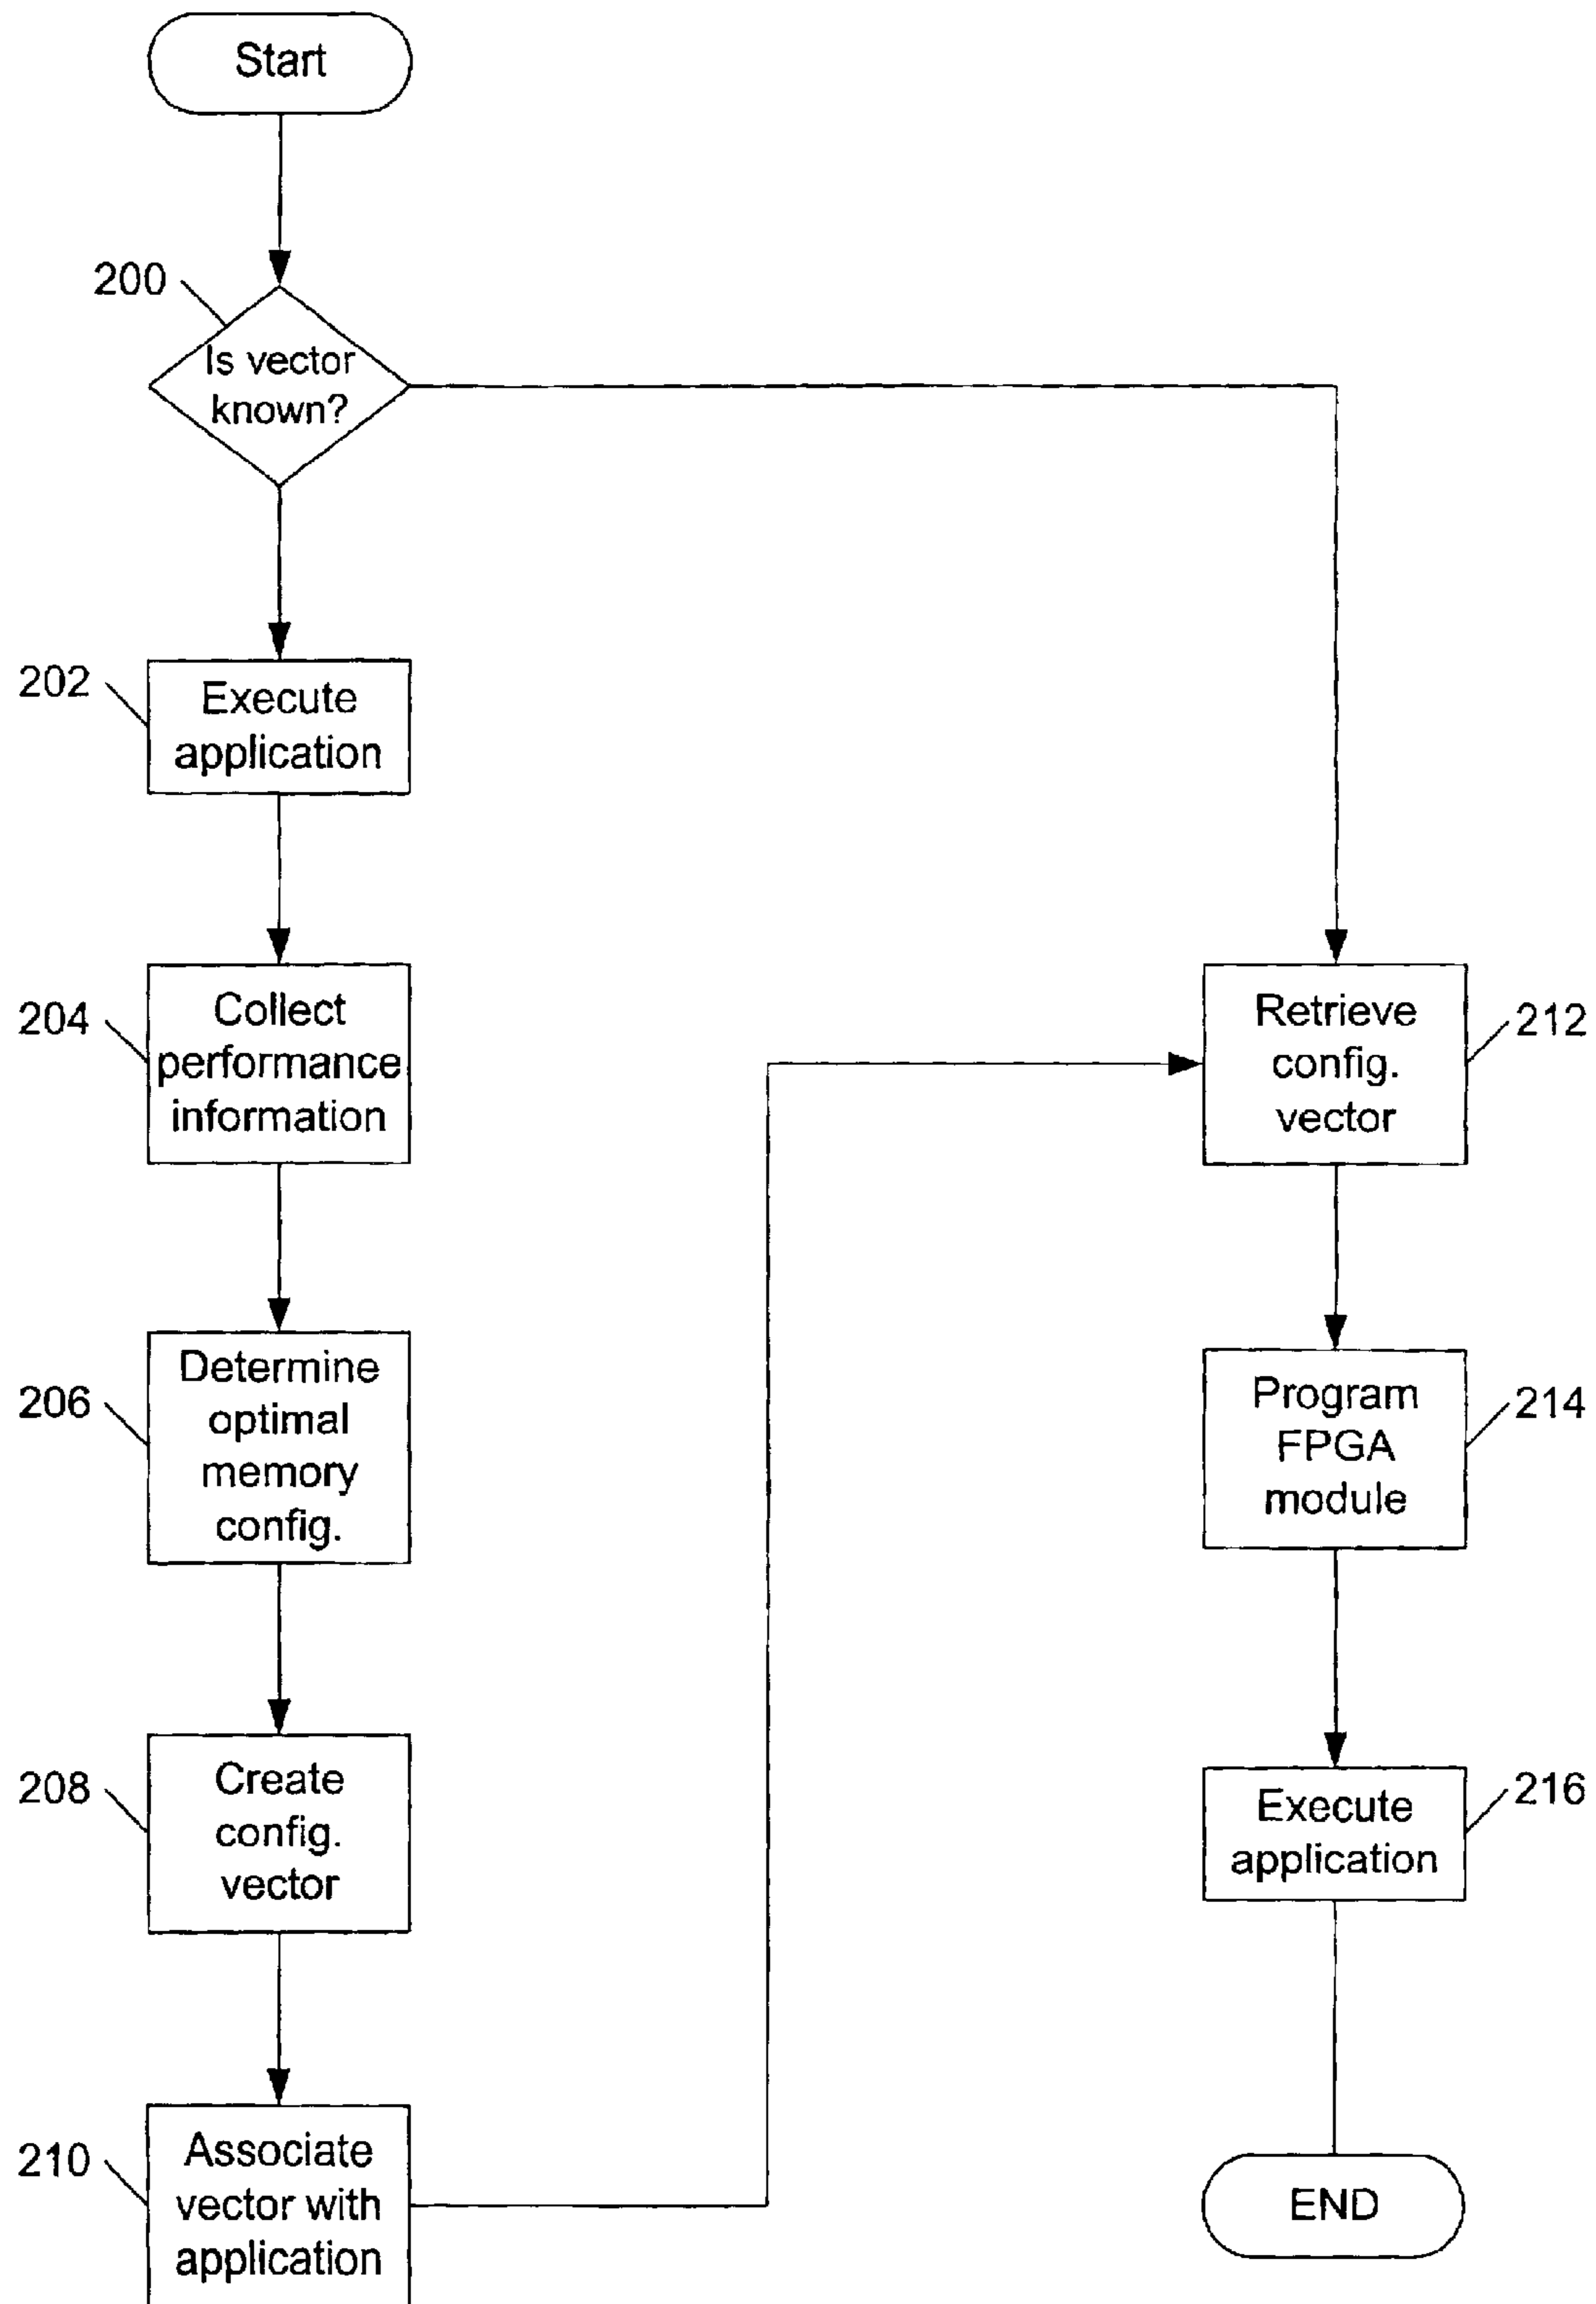 Start
200
Is vector
known?
202
Execute
application
204
Collect
performance
information
206
Determine
optimal
memory
config.
208
Create
config.
vector
210
Associate
vector with
application
Retrieve
config.
vector
212
Program
FPGA
module
214
Execute
application
216
END